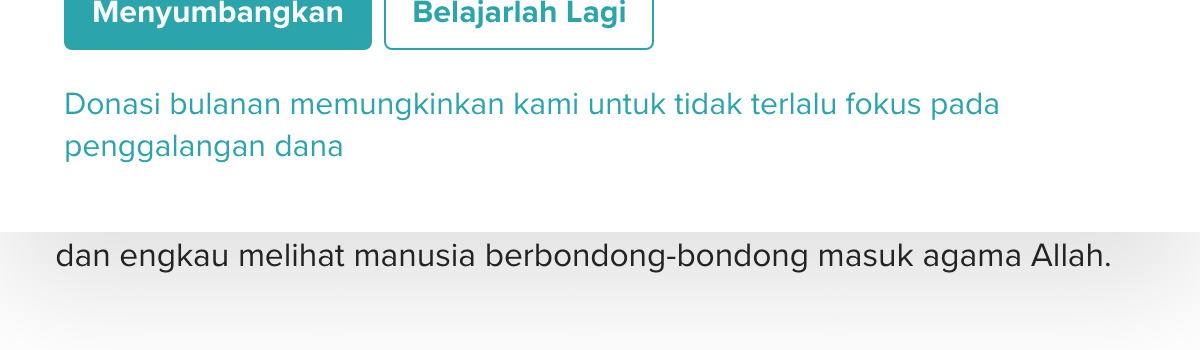 Menyumbangkan
Belajarlah Lagi
Donasi bulanan memungkinkan kami untuk tidak terlalu fokus pada
penggalangan dana
dan engkau melihat manusia berbondong-bondong masuk agama Allah.